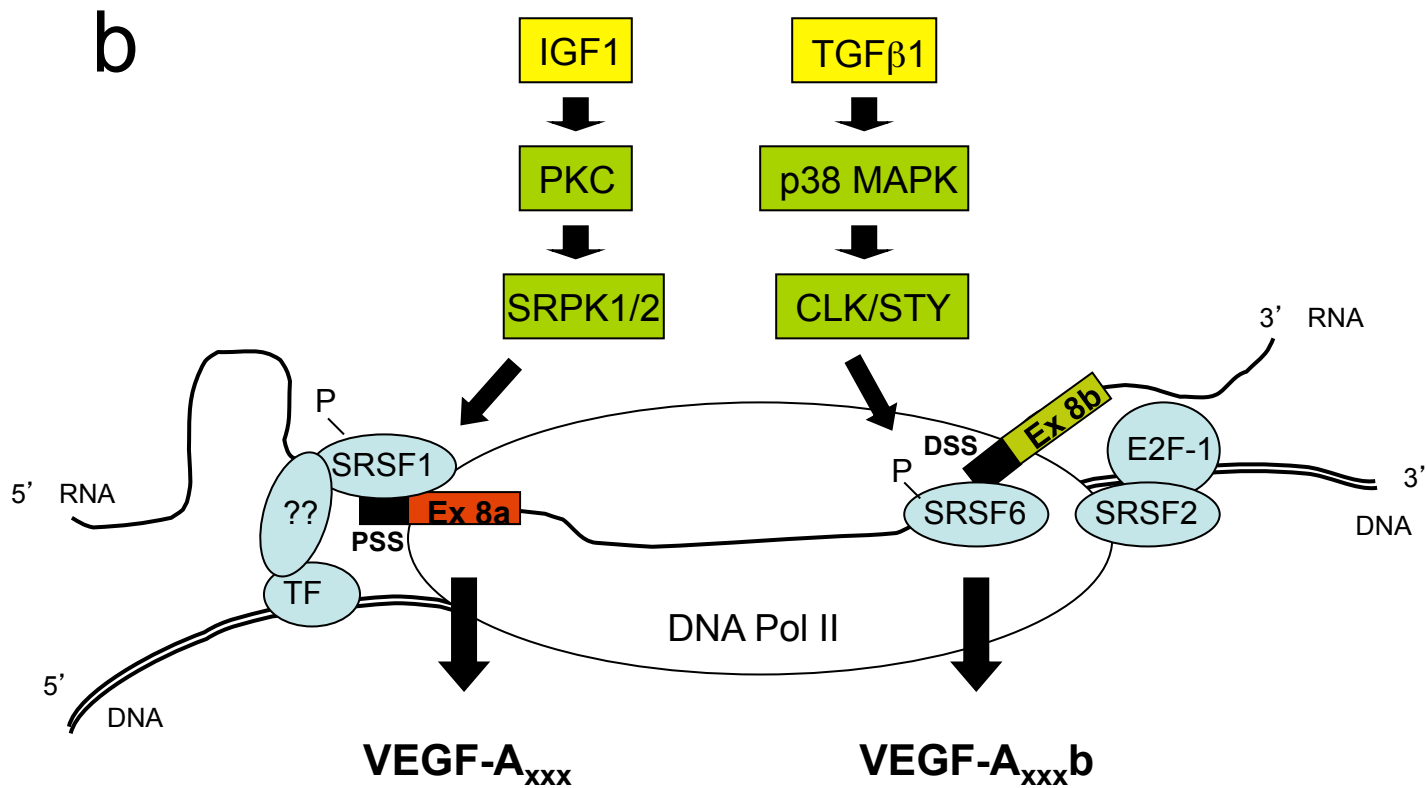 b
IGF1
TGFβ1
PKC
p38 MAPK
SRPK1/2
CLK/STY
3’ RNA
P
Ex 8b
DSS
E2F-1
SRSF1
P
5’ RNA
??
Ex 8a
SRSF6
SRSF2
3’
DNA
PSS
TF
DNA Pol II
5’
DNA
VEGF-Axxx
VEGF-Axxxb